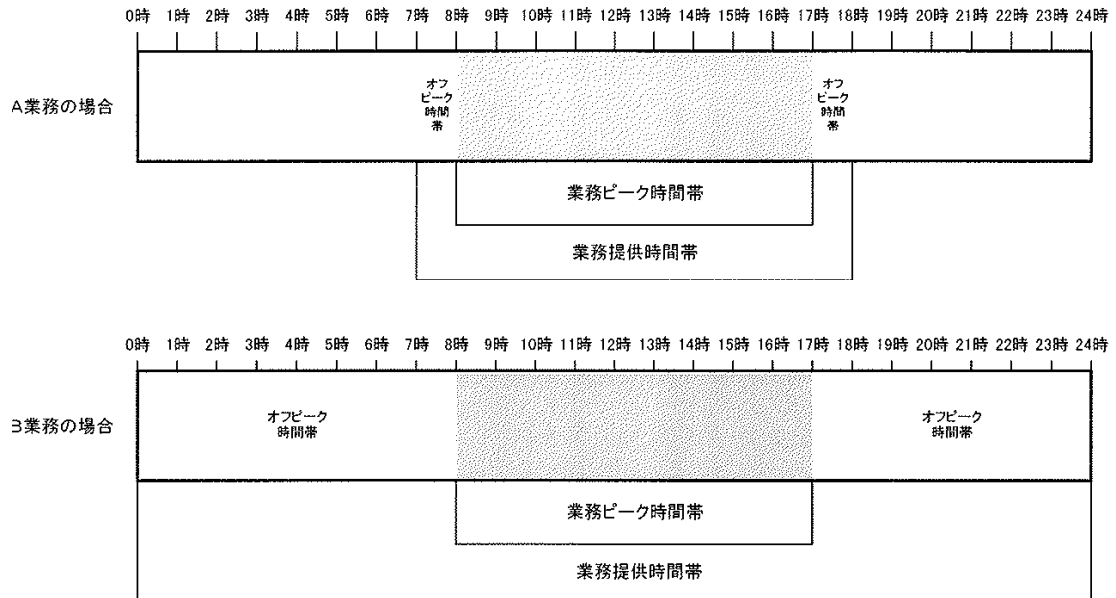 0時 1時 2時 3時 4時 5時 6時 7時 8時 9時 10時 11時 12時 13時 14時 15時 16時 17時 18時 19時 20時 21時 22時 23時 24時
A業務の場合
オフ
ピーク
時間
帯
オフ
ピーク
時間
帯
業務ピーク時間帯
業務提供時間帯
0時 1時 2時 3時 4時 5時 6時 7時 8時 9時 10時 11時 12時 13時 14時 15時 16時 17時 18時 19時 20時 21時 22時 23時 24時
B業務の場合
オフピーク
時間帯
オフピーク
時間帯
業務ピーク時間帯
業務提供時間帯